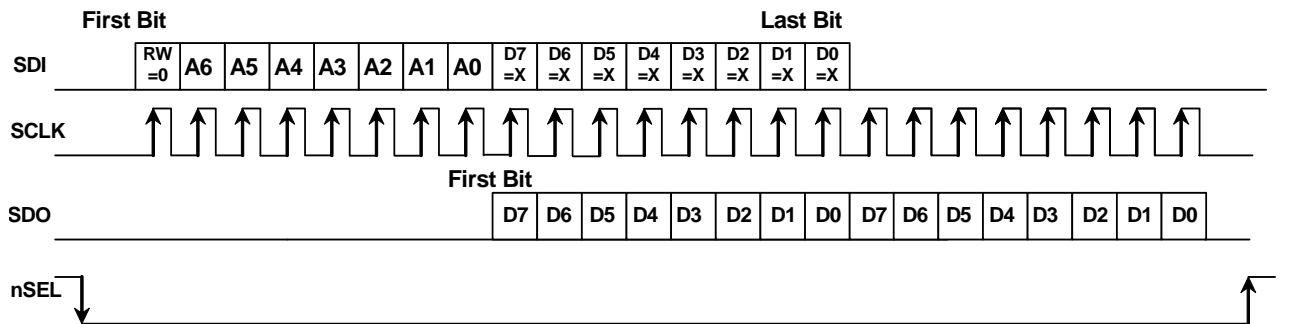 First Bit Last Bit
SDI RW =0 A6 A5 A4 A3 A2 A1 A0 D7 =X D6 =X D5 =X D4 =X D3 =X D2 =X D1 =X D0 =X
SCLK
First Bit
SDO D7 D6 D5 D4 D3 D2 D1 D0 D7 D6 D5 D4 D3 D2 D1 D0
nSEL